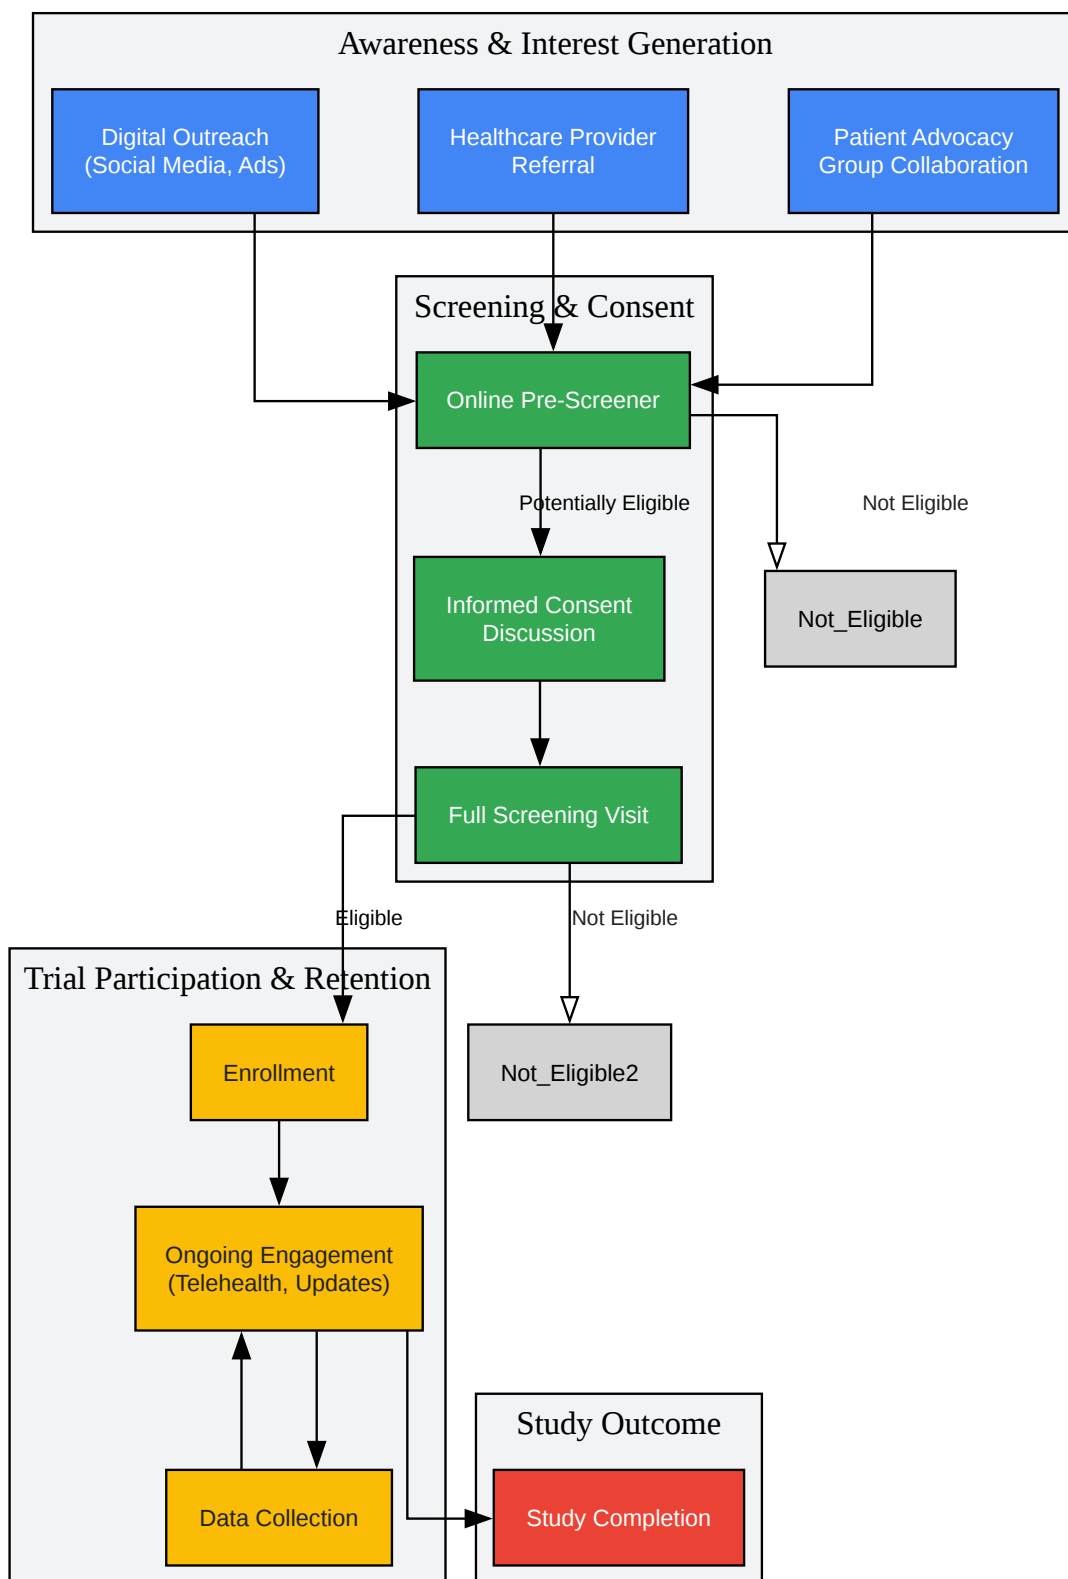 Awareness & Interest Generation
Digital Outreach
(Social Media, Ads)
Healthcare Provider
Referral
Patient Advocacy
Group Collaboration
Screening & Consent
Online Pre-Screener
Potentially Eligible
Not Eligible
Informed Consent
Discussion
Not_Eligible
Full Screening Visit
Eligible
Not Eligible
Trial Participation & Retention
Enrollment
Not_Eligible2
Ongoing Engagement
(Telehealth, Updates)
Study Outcome
Data Collection
Study Completion